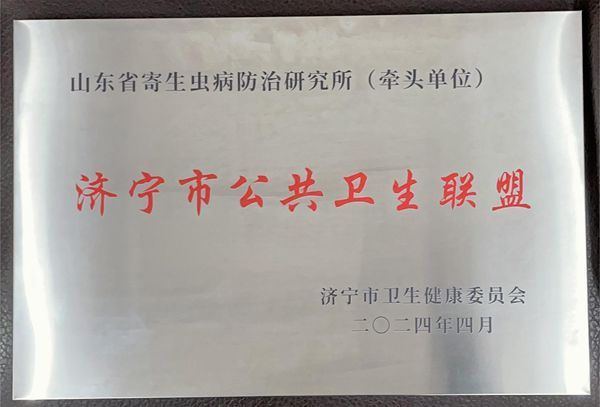 山东省寄生虫病防治研究所（牵头单位）
济宁市公共卫生联盟
济宁市卫生健康委员会
二〇二四年四月